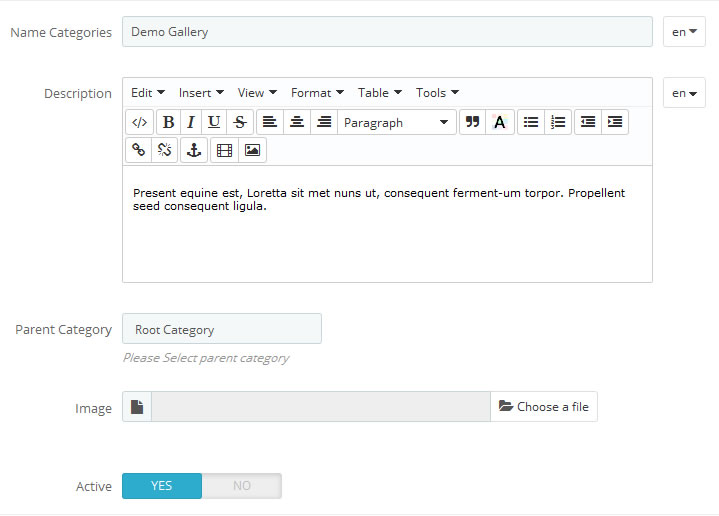 Name Categories Demo Gallery en
Description Edit Insert View Format Table Tools en
B I U S Paragraph A
Present equine est, Loretta sit met nuns ut, consequent ferment-um torpor. Propellent
seed consequent ligula.
Parent Category Root Category
Please Select parent category
Image Choose a file
Active YES NO